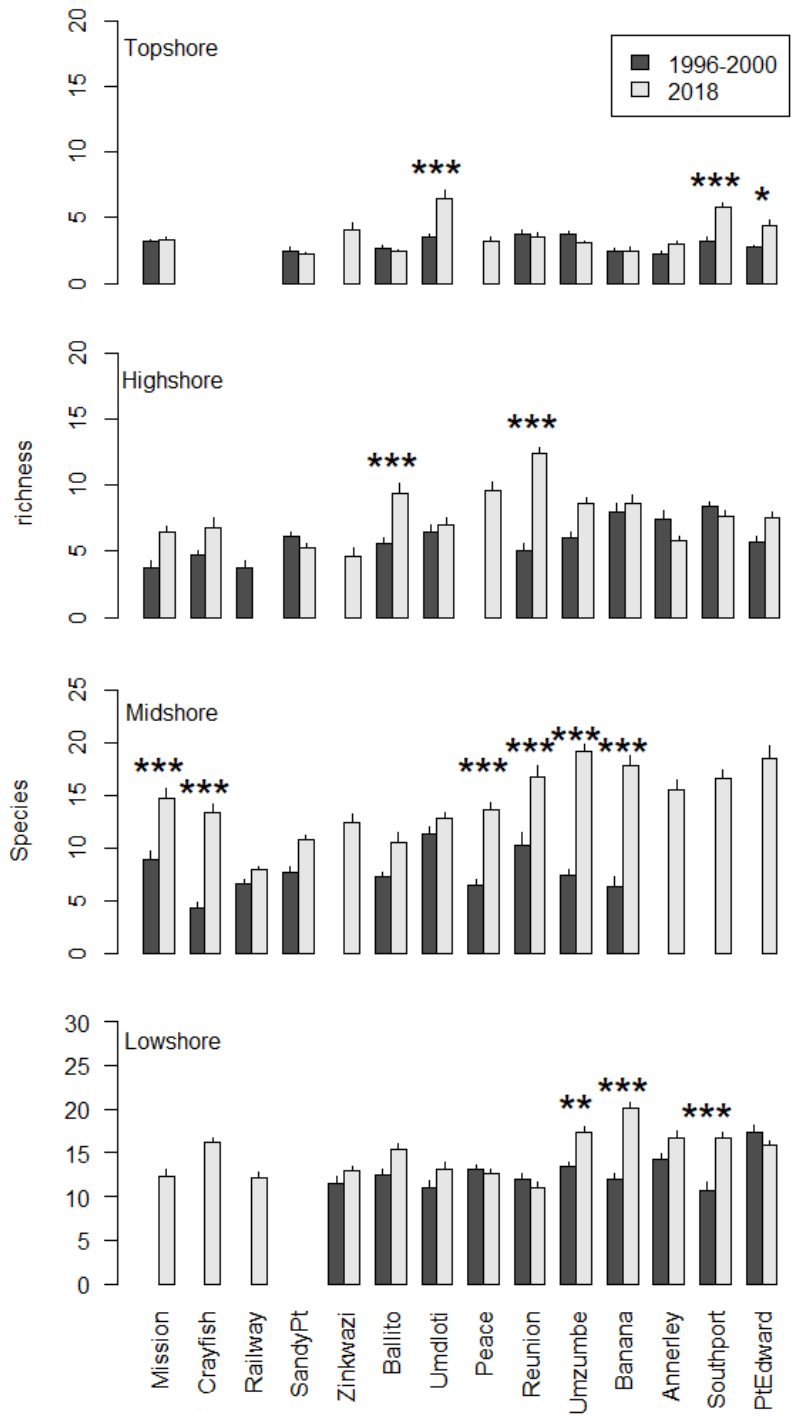 20
15
10
5
0
Topshore
1996-2000
2018
***
***
*
20
15
10
5
0
Highshore
***
***
richness
25
20
15
10
5
0
Midshore
***
***
***
***
***
***
Species
30
25
20
15
10
5
0
Lowshore
**
***
***
Mission
Crayfish
Railway
SandyPt
Zinkwazi
Ballito
Umdloti
Peace
Reunion
Umzumbe
Banana
Annerley
Southport
PtEdward